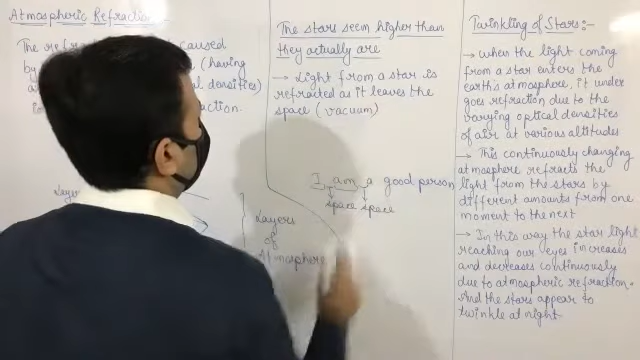 Atmospheric Refraction
The caused
by (having
densities)
The stars seem higher than
they actually are
→ Light from a star is
refracted as it leaves the
space (vacuum)
I am a good person
space space
Layers
of
Atmosphere
Twinkling of Stars:-
→ When the light coming
from a star enters the
earth's atmosphere, it under
goes refraction due to the
varying optical densities
of air at various altitudes
→ This continuously changing
atmosphere refracts the
light from the stars by
different amounts from one
moment to the next
→ In this way the star light
reaching our eyes increases
and decreases continuously
due to atmospheric refraction.
And the stars appear to
twinkle at night